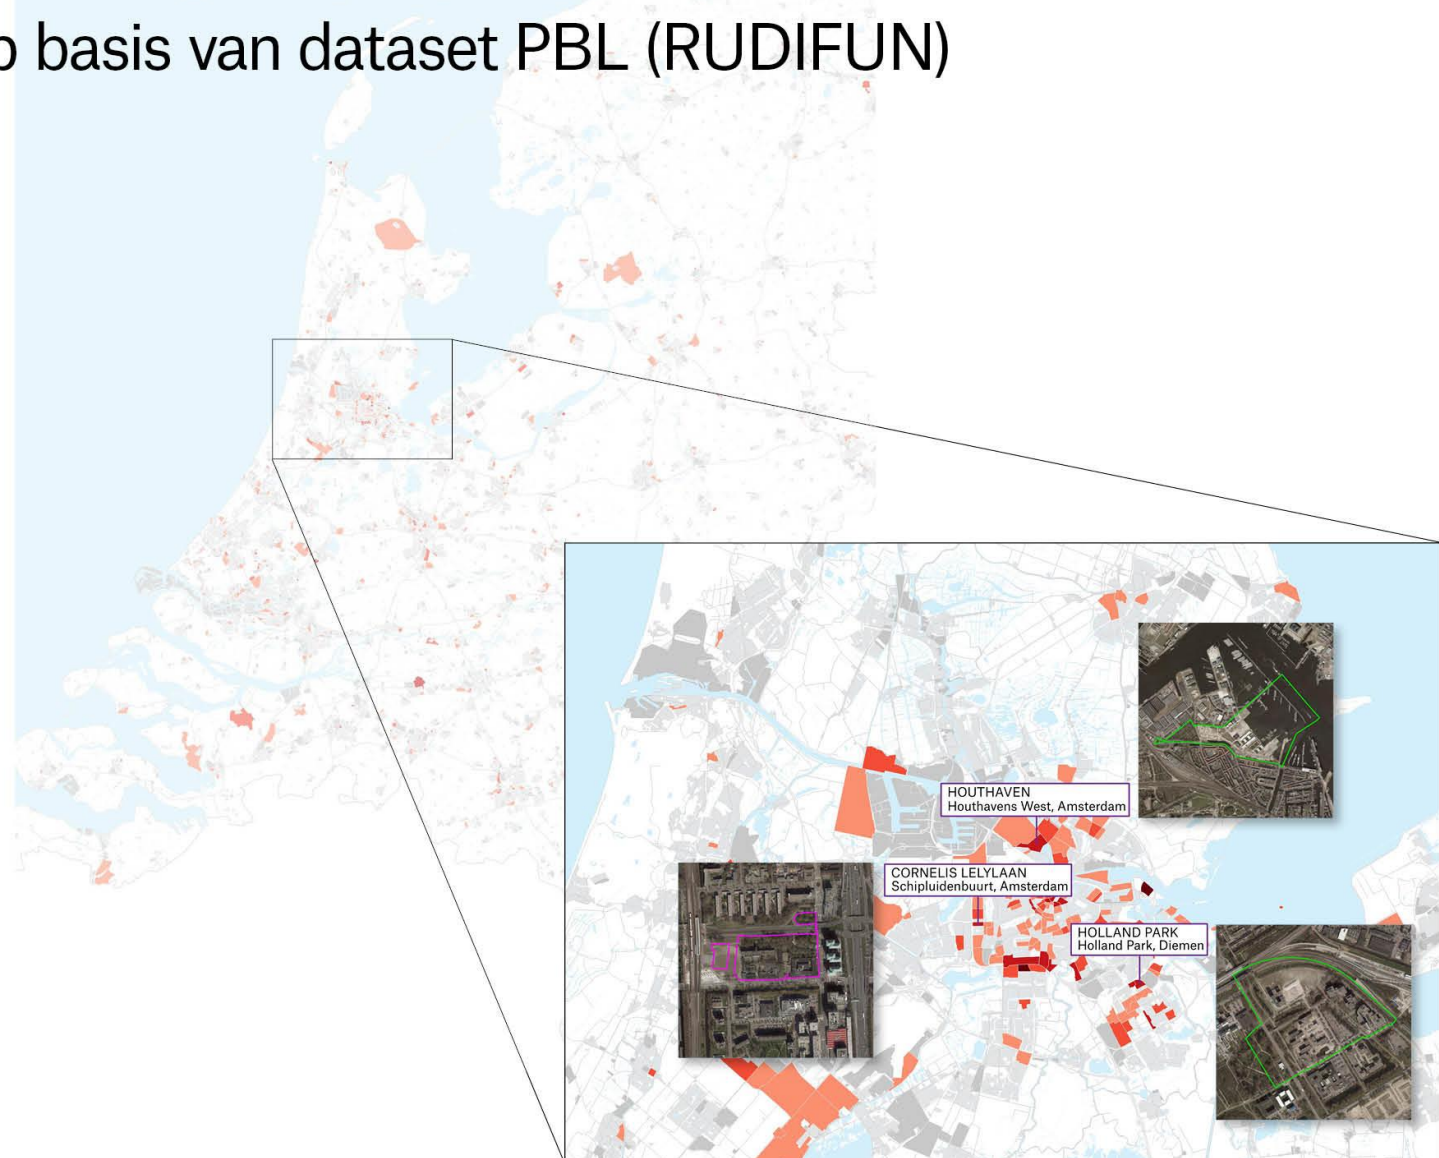 basis van dataset PBL (RUDIFUN)
HOUTHAVEN
Houthavens West, Amsterdam
CORNELIS LELYLAAN
Schipluidenbuurt, Amsterdam
HOLLAND PARK
Holland Park, Diemen